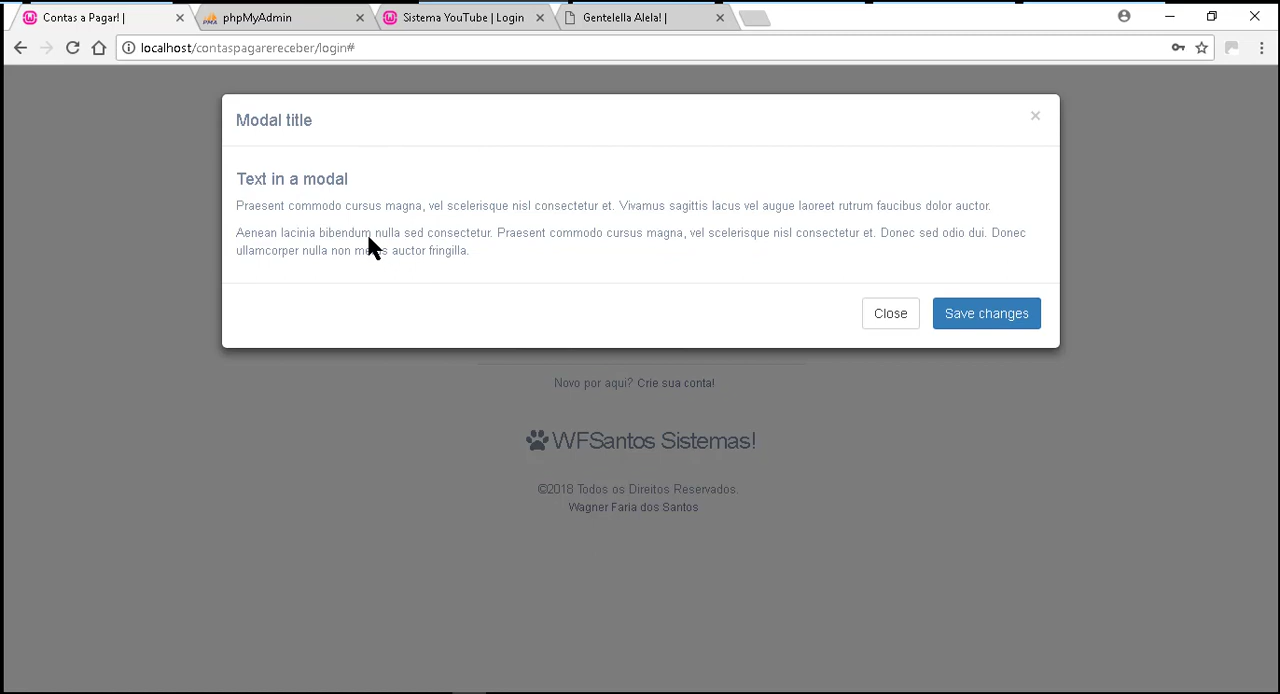 Contas a Pagar! |
phpMyAdmin
Sistema YouTube | Login
Gentelella Alela! |
localhost/contaspagarereceber/login#
Modal title
×
Text in a modal
Praesent commodo cursus magna, vel scelerisque nisl consectetur et. Vivamus sagittis lacus vel augue laoreet rutrum faucibus dolor auctor.
Aenean lacinia bibendum nulla sed consectetur. Praesent commodo cursus magna, vel scelerisque nisl consectetur et. Donec sed odio dui. Donec
ullamcorper nulla non metus auctor fringilla.
Close
Save changes
Novo por aqui? Crie sua conta!
WFSantos Sistemas!
©2018 Todos os Direitos Reservados.
Wagner Faria dos Santos